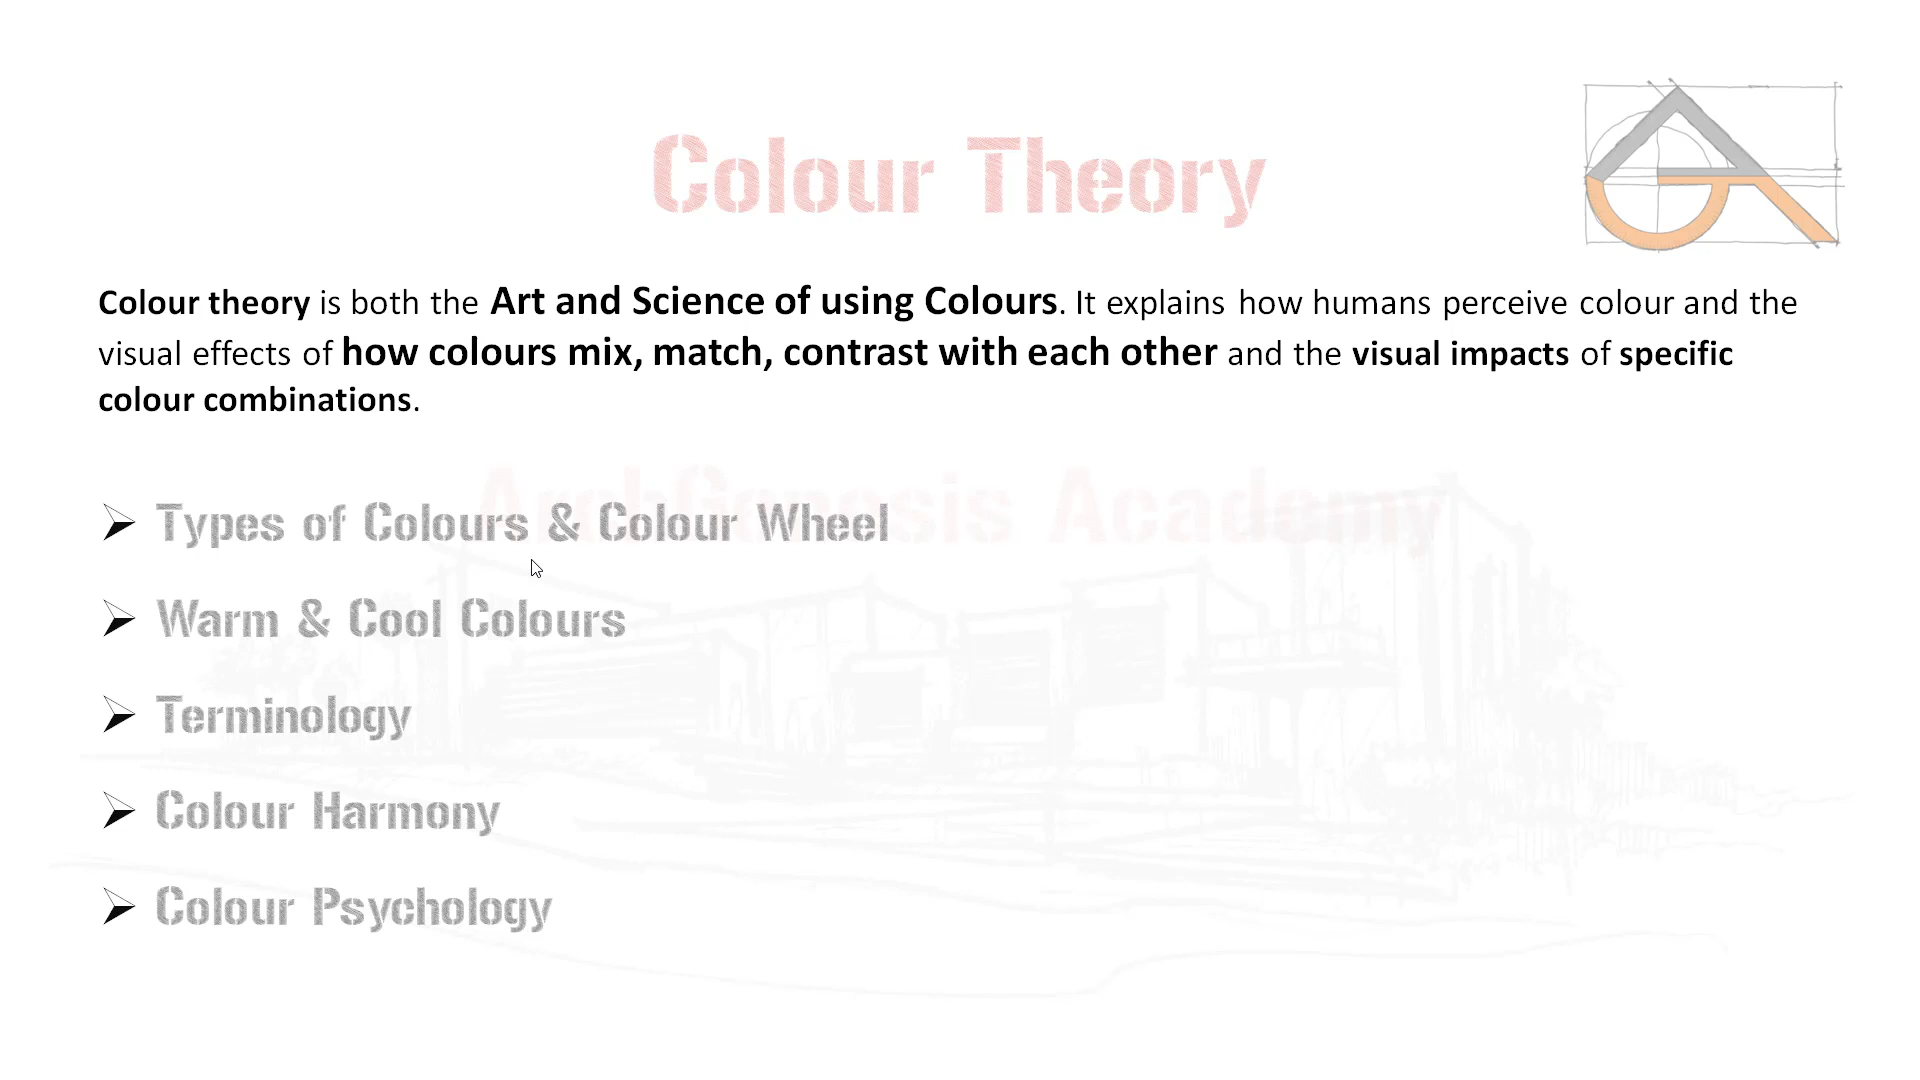 Colour Theory
Colour theory is both the Art and Science of using Colours. It explains how humans perceive colour and the
visual effects of how colours mix, match, contrast with each other and the visual impacts of specific
colour combinations.
ArchGenesis Academy
Types of Colours & Colour Wheel
Warm & Cool Colours
Terminology
Colour Harmony
Colour Psychology